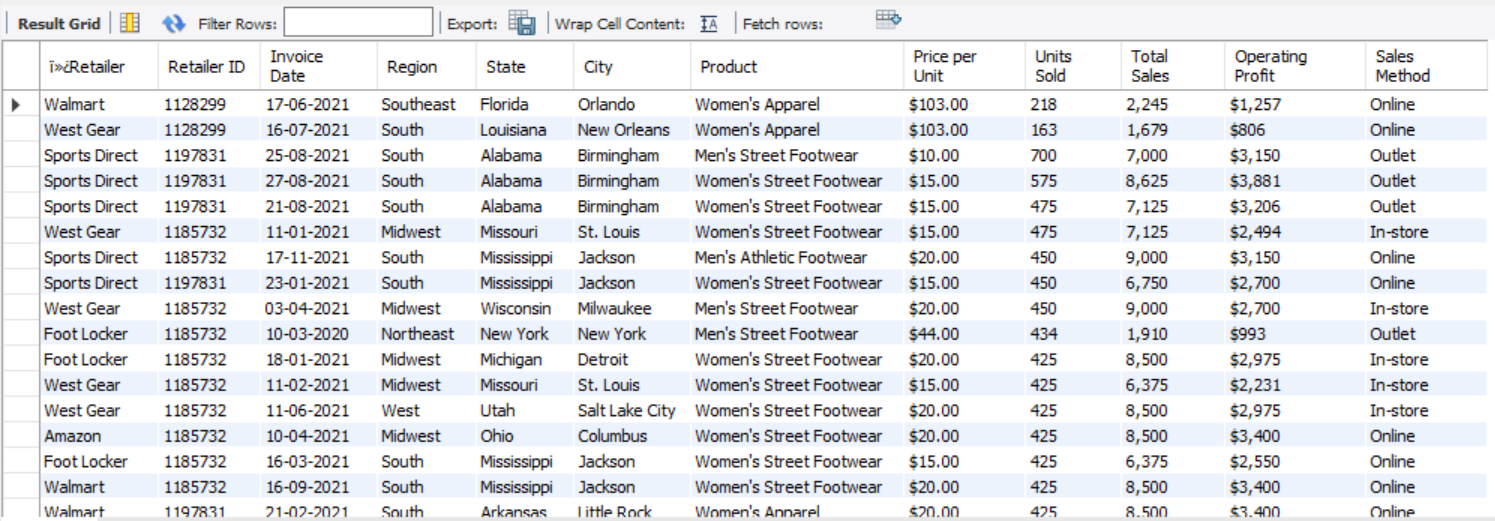 Result Grid Filter Rows: Export: Wrap Cell Content: IA Fetch rows:
ï»¿Retailer Retailer ID Invoice Date Region State City Product Price per Unit Units Sold Total Sales Operating Profit Sales Method
Walmart 1128299 17-06-2021 Southeast Florida Orlando Women's Apparel $103.00 218 2,245 $1,257 Online
West Gear 1128299 16-07-2021 South Louisiana New Orleans Women's Apparel $103.00 163 1,679 $806 Online
Sports Direct 1197831 25-08-2021 South Alabama Birmingham Men's Street Footwear $10.00 700 7,000 $3,150 Outlet
Sports Direct 1197831 27-08-2021 South Alabama Birmingham Women's Street Footwear $15.00 575 8,625 $3,881 Outlet
Sports Direct 1197831 21-08-2021 South Alabama Birmingham Women's Street Footwear $15.00 475 7,125 $3,206 Outlet
West Gear 1185732 11-01-2021 Midwest Missouri St. Louis Women's Street Footwear $15.00 475 7,125 $2,494 In-store
Sports Direct 1185732 17-11-2021 South Mississippi Jackson Men's Athletic Footwear $20.00 450 9,000 $3,150 Online
Sports Direct 1197831 23-01-2021 South Mississippi Jackson Women's Street Footwear $15.00 450 6,750 $2,700 Online
West Gear 1185732 03-04-2021 Midwest Wisconsin Milwaukee Men's Street Footwear $20.00 450 9,000 $2,700 In-store
Foot Locker 1185732 10-03-2020 Northeast New York New York Men's Street Footwear $44.00 434 1,910 $993 Outlet
Foot Locker 1185732 18-01-2021 Midwest Michigan Detroit Women's Street Footwear $20.00 425 8,500 $2,975 In-store
West Gear 1185732 11-02-2021 Midwest Missouri St. Louis Women's Street Footwear $15.00 425 6,375 $2,231 In-store
West Gear 1185732 11-06-2021 West Utah Salt Lake City Women's Street Footwear $20.00 425 8,500 $2,975 In-store
Amazon 1185732 10-04-2021 Midwest Ohio Columbus Women's Street Footwear $20.00 425 8,500 $3,400 Online
Foot Locker 1185732 16-03-2021 South Mississippi Jackson Women's Street Footwear $15.00 425 6,375 $2,550 Online
Walmart 1185732 16-09-2021 South Mississippi Jackson Women's Street Footwear $20.00 425 8,500 $3,400 Online
Walmart 1197831 21-02-2021 South Arkansas Little Rock Women's Apparel $20.00 425 8,500 $3,400 Online